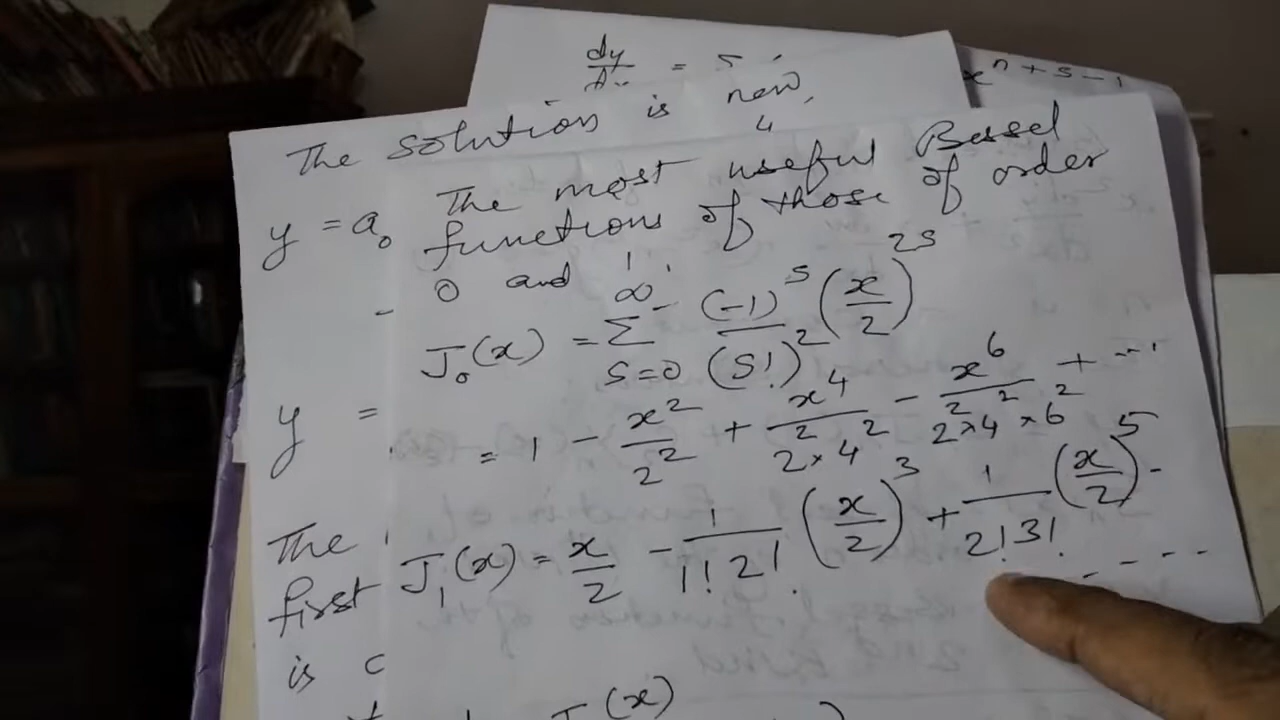 dy/dx = 5
x^n+s-1
The solution is now,
4
y = a₀
The most useful Bessel
functions of those of order
0 and 1.
J₀(x) = ∑_{s=0}^{∞} (-1)^s/(s!)² (x/2)^{2s}
y =
= 1 - x²/2² + x⁴/(2²×4²) - x⁶/(2²×4²×6²) + ---
The
first
J₁(x) = x/2 - 1/(1!2!) (x/2)³ + 1/(2!3!) (x/2)⁵ - - - - -
is c
J (x)